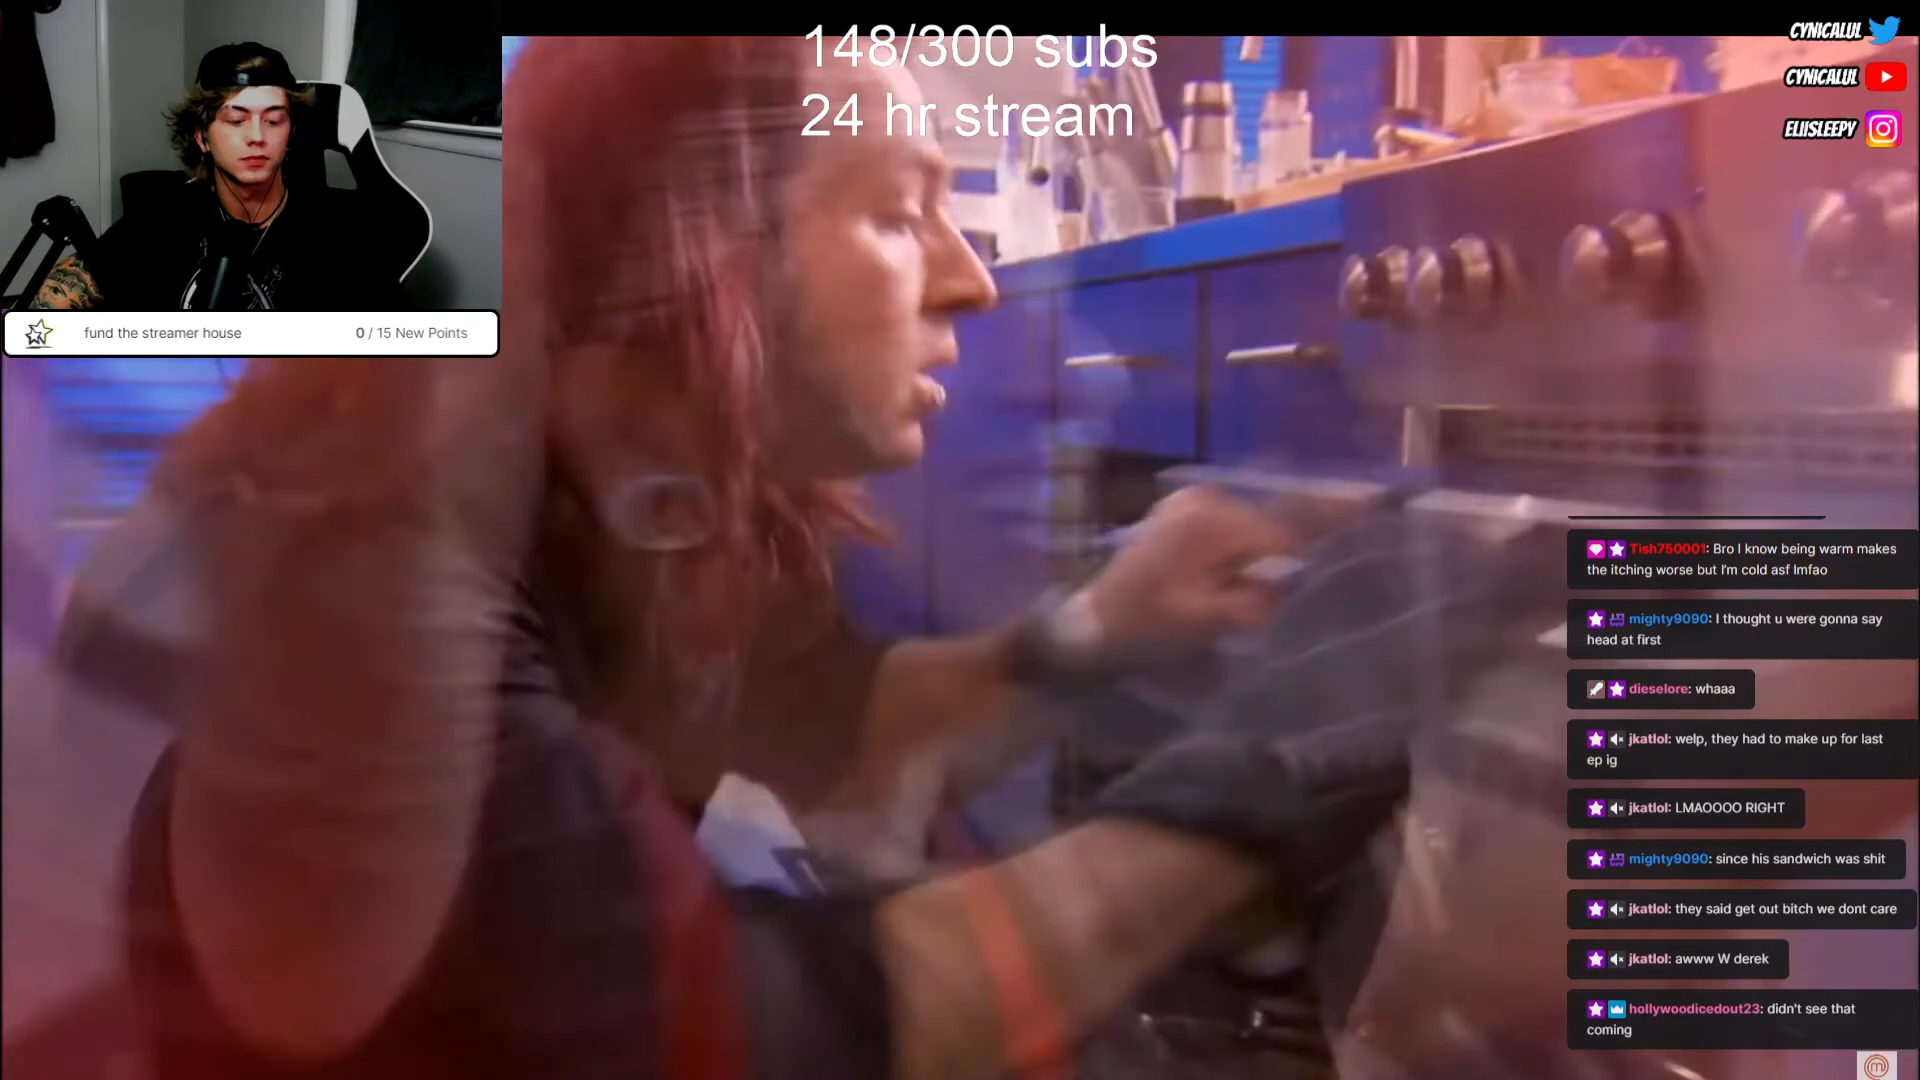 148/300 subs
24 hr stream
CYNICALUL
CYNICALUL
ELIISLEEPY
fund the streamer house 0 / 15 New Points
Tish750001: Bro I know being warm makes
the itching worse but I'm cold asf lmfao
mighty9090: I thought u were gonna say
head at first
dieselore: whaaa
jkatlol: welp, they had to make up for last
ep ig
jkatlol: LMAOOOO RIGHT
mighty9090: since his sandwich was shit
jkatlol: they said get out bitch we dont care
jkatlol: awww W derek
hollywoodicedout23: didn't see that
coming